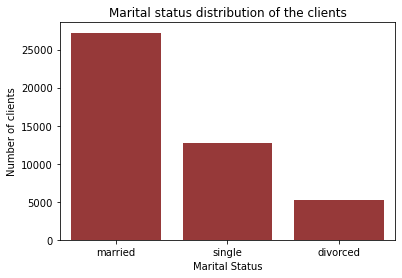 Marital status distribution of the clients
Number of clients
25000
20000
15000
10000
5000
0
married single divorced
Marital Status